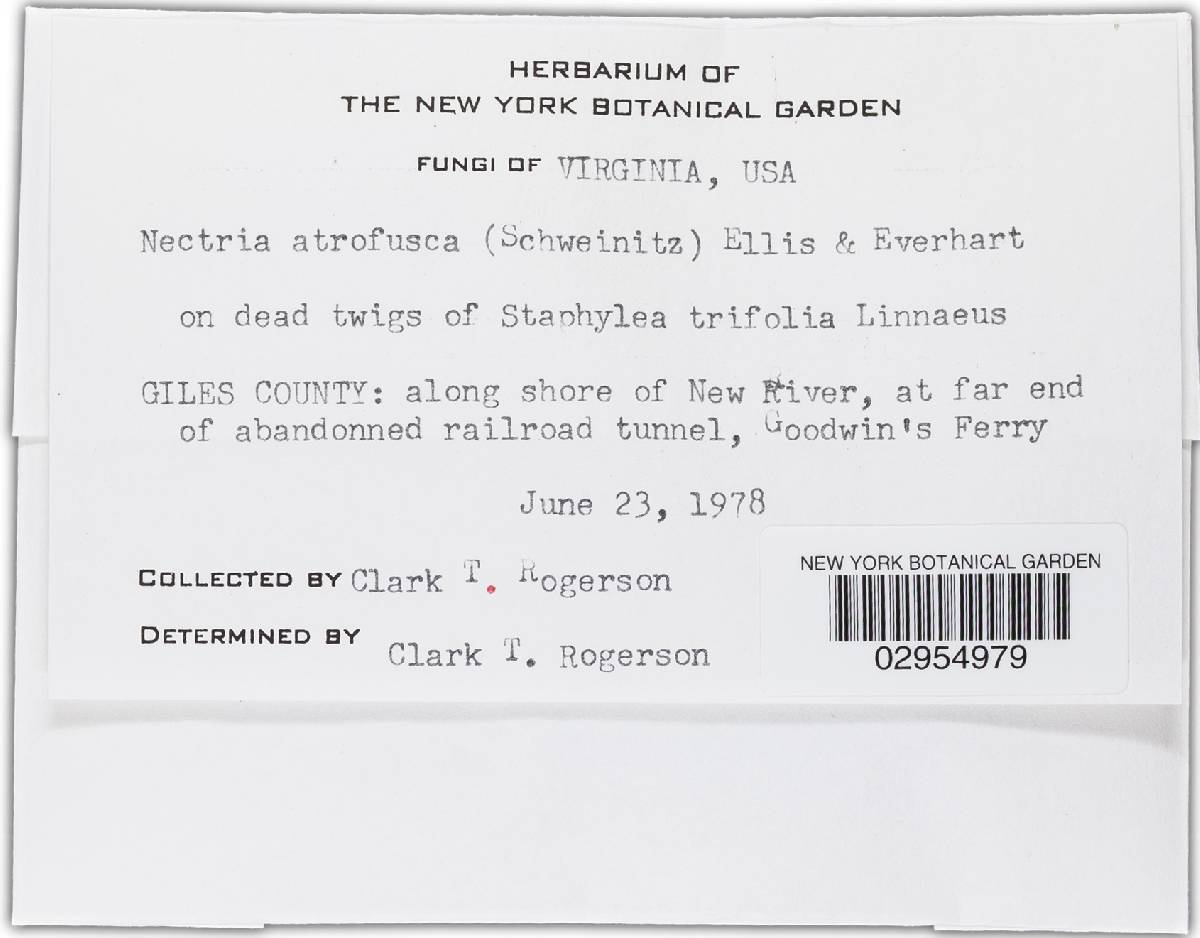 HERBARIUM OF
THE NEW YORK BOTANICAL GARDEN
FUNGI OF VIRGINIA, USA
Nectria atrofusca (Schweinitz) Ellis & Everhart
on dead twigs of Staphylea trifolia Linnaeus
GILES COUNTY: along shore of New River, at far end
of abandonned railroad tunnel, Goodwin's Ferry
June 23, 1978
COLLECTED BY Clark T. Rogerson
DETERMINED BY Clark T. Rogerson
NEW YORK BOTANICAL GARDEN
02954979